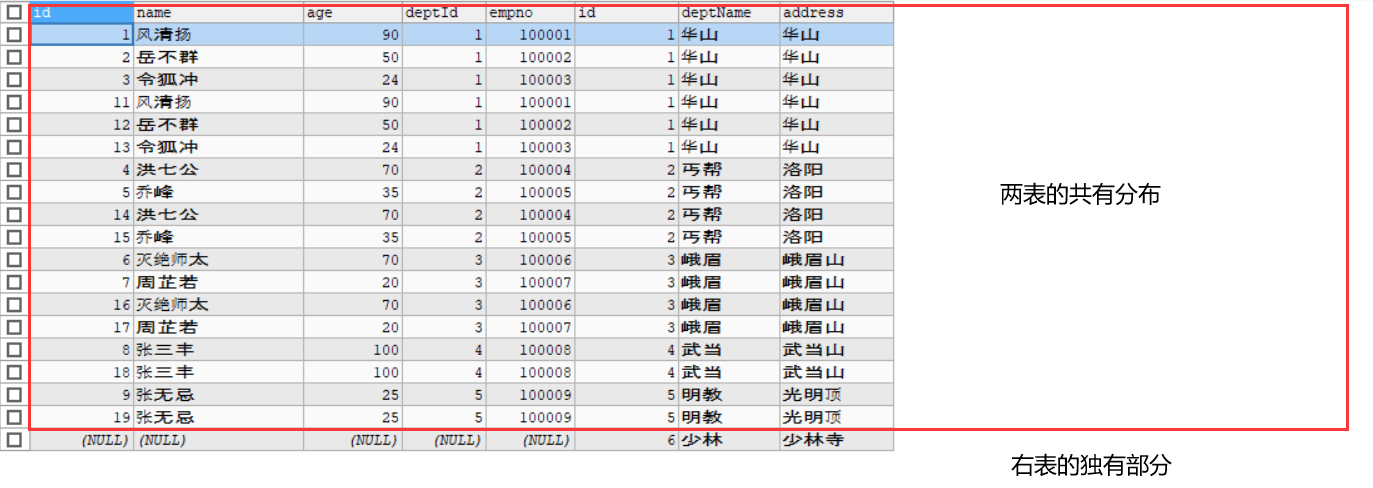 id name age deptId empno id deptName address
1 风清扬 90 1 100001 1 华山 华山
2 岳不群 50 1 100002 1 华山 华山
3 令狐冲 24 1 100003 1 华山 华山
11 风清扬 90 1 100001 1 华山 华山
12 岳不群 50 1 100002 1 华山 华山
13 令狐冲 24 1 100003 1 华山 华山
4 洪七公 70 2 100004 2 丐帮 洛阳
5 乔峰 35 2 100005 2 丐帮 洛阳
两表的共有分布
14 洪七公 70 2 100004 2 丐帮 洛阳
15 乔峰 35 2 100005 2 丐帮 洛阳
6 灭绝师太 70 3 100006 3 峨眉 峨眉山
7 周芷若 20 3 100007 3 峨眉 峨眉山
16 灭绝师太 70 3 100006 3 峨眉 峨眉山
17 周芷若 20 3 100007 3 峨眉 峨眉山
8 张三丰 100 4 100008 4 武当 武当山
18 张三丰 100 4 100008 4 武当 武当山
9 张无忌 25 5 100009 5 明教 光明顶
19 张无忌 25 5 100009 5 明教 光明顶
(NULL) (NULL) (NULL) (NULL) (NULL) 6 少林 少林寺
右表的独有部分